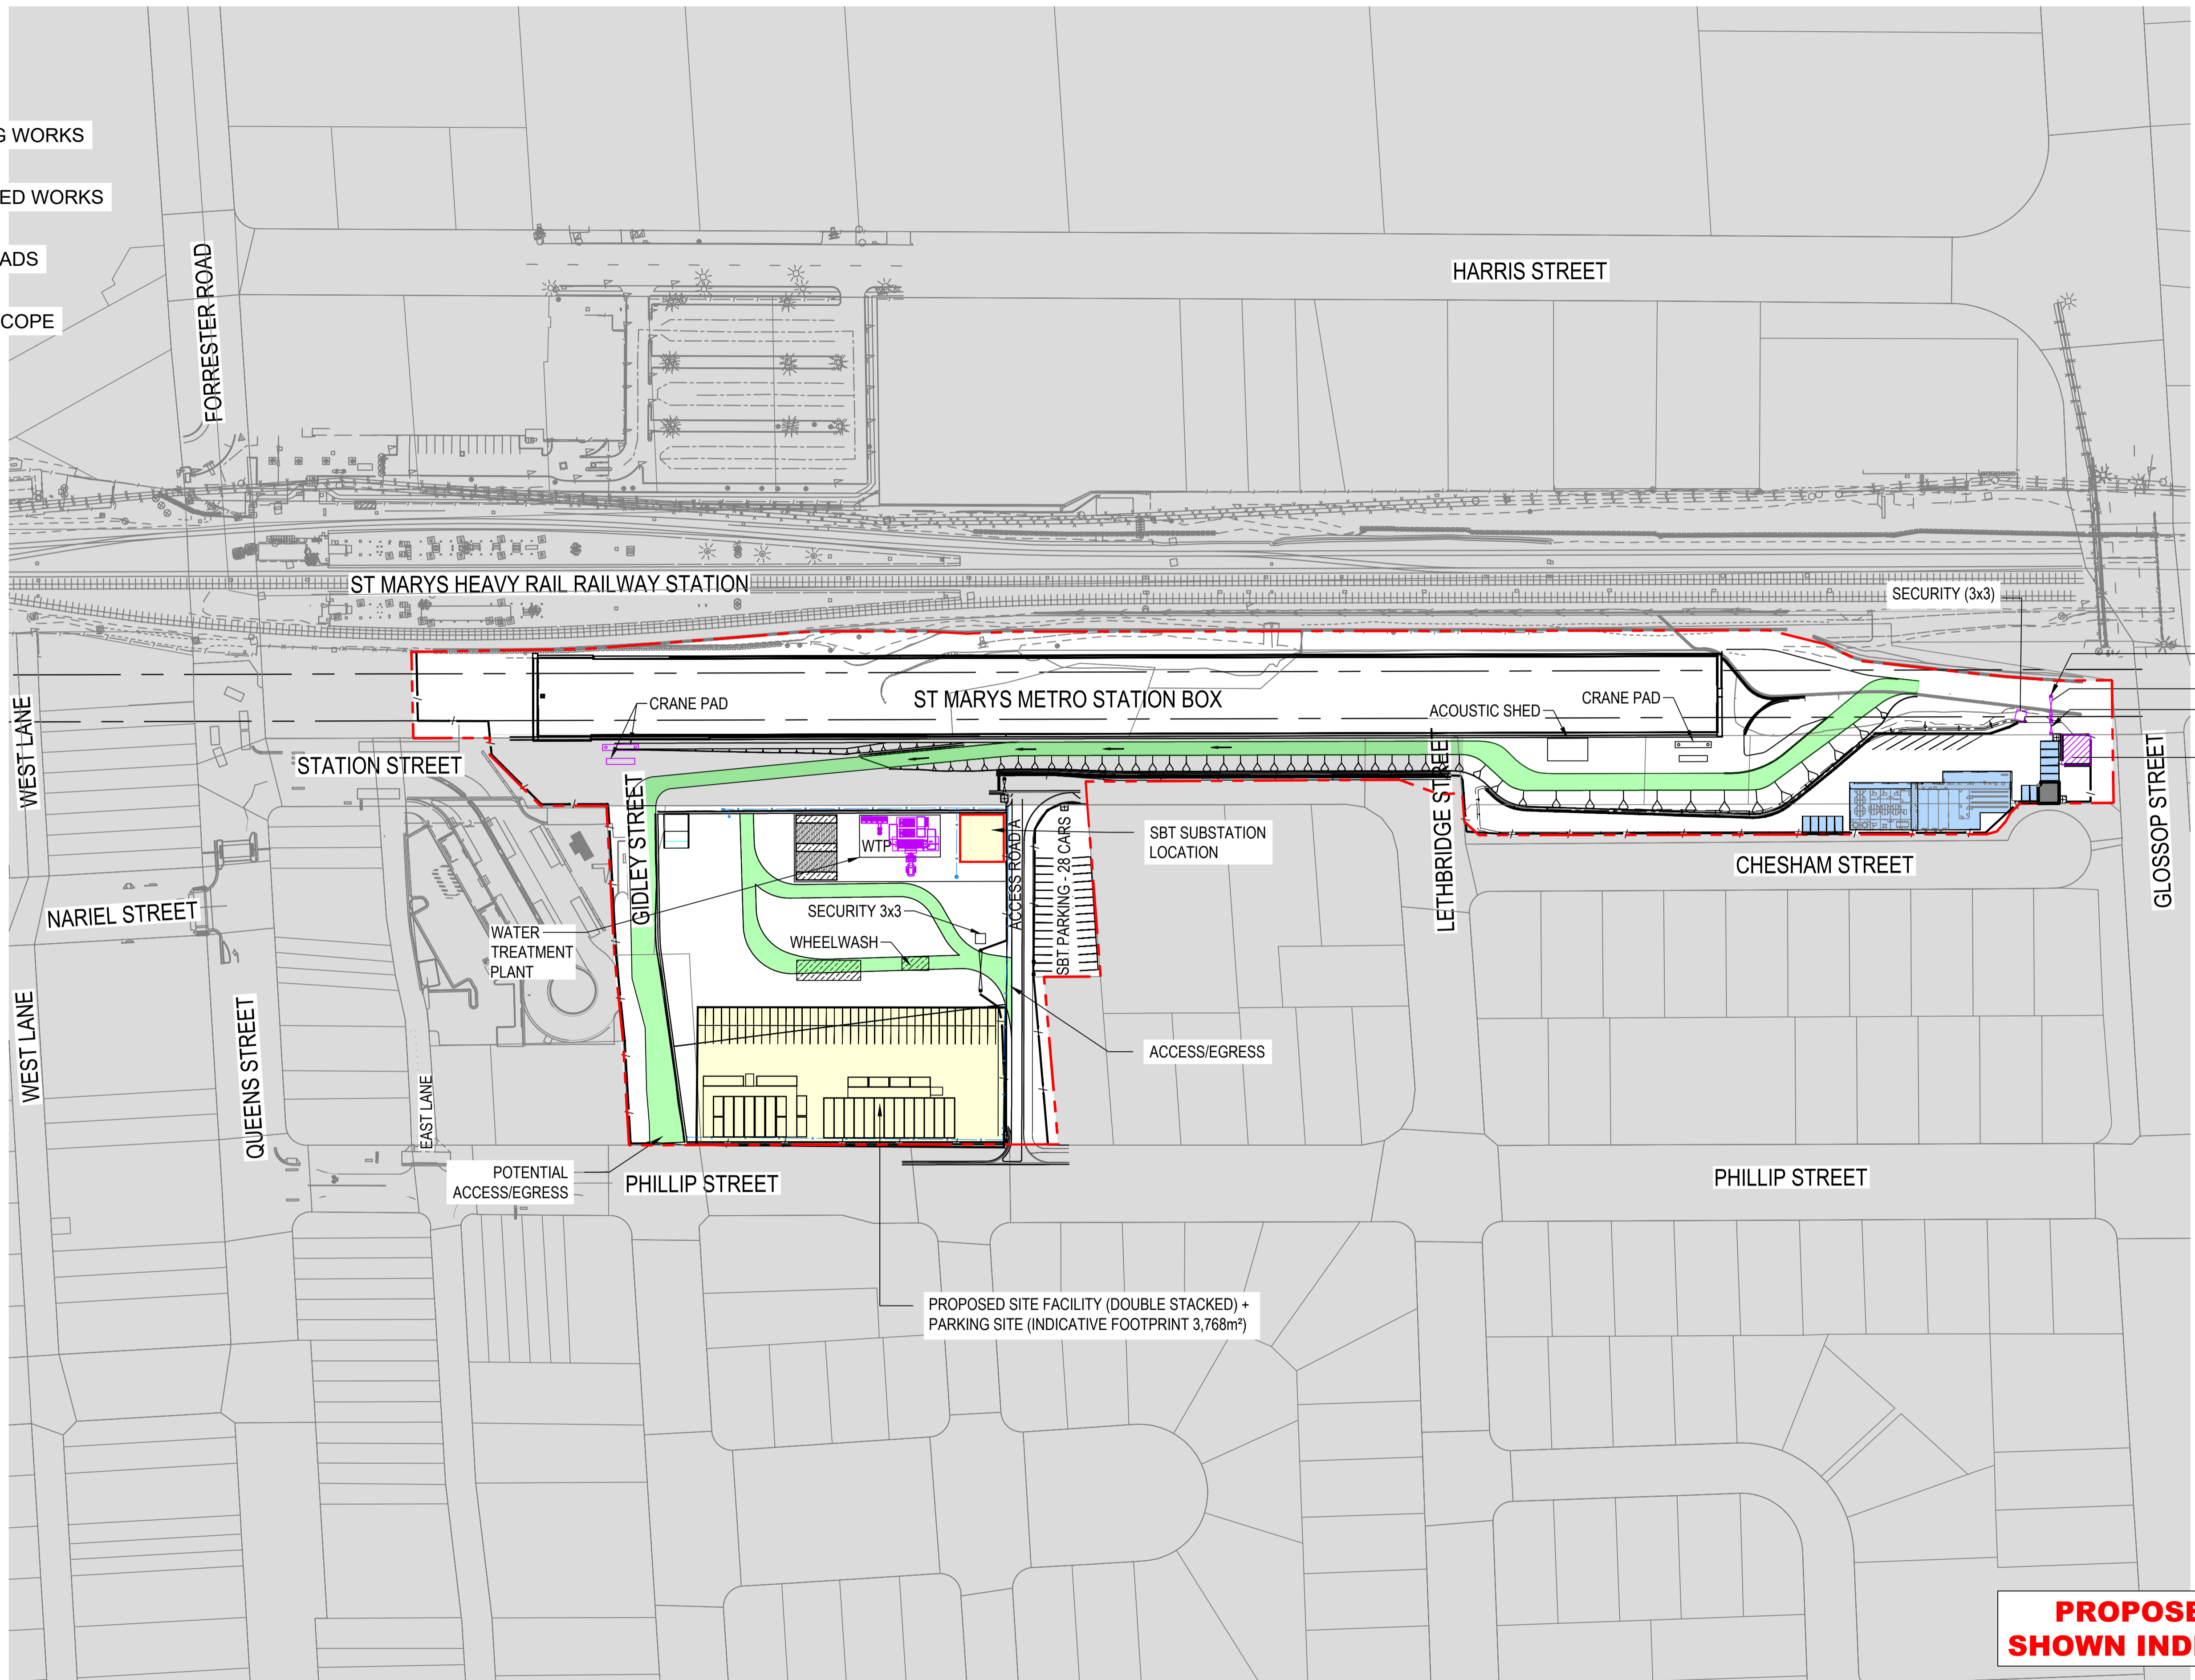 G WORKS
ED WORKS
ADS
COPE
FORRESTER ROAD
HARRIS STREET
ST MARYS HEAVY RAIL RAILWAY STATION
SECURITY (3x3)
WEST LANE
CRANE PAD
ST MARYS METRO STATION BOX
ACOUSTIC SHED
CRANE PAD
STATION STREET
GIDLEY STREET
LETHBRIDGE STREET
GLOSSOP STREET
WTP
ACCESS ROAD A
SBT PARKING - 28 CARS
SBT SUBSTATION
LOCATION
CHESHAM STREET
NARIEL STREET
SECURITY 3x3
WATER
TREATMENT
PLANT
WHEELWASH
WEST LANE
QUEENS STREET
EAST LANE
ACCESS/EGRESS
POTENTIAL
ACCESS/EGRESS
PHILLIP STREET
PHILLIP STREET
PROPOSED SITE FACILITY (DOUBLE STACKED) +
PARKING SITE (INDICATIVE FOOTPRINT 3,768m²)
PROPOSE
SHOWN IND